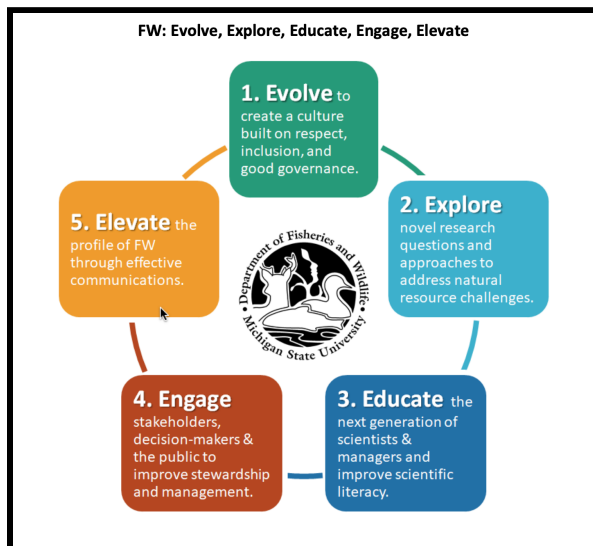 FW: Evolve, Explore, Educate, Engage, Elevate
1. Evolve to
create a culture
built on respect,
inclusion, and
good governance.
2. Explore
novel research
questions and
approaches to
address natural
resource challenges.
3. Educate the
next generation of
scientists &
managers and
improve scientific
literacy.
4. Engage
stakeholders,
decision-makers &
the public to
improve stewardship
and management.
5. Elevate the
profile of FW
through effective
communications.
• Department of Fisheries and Wildlife •
Michigan State University